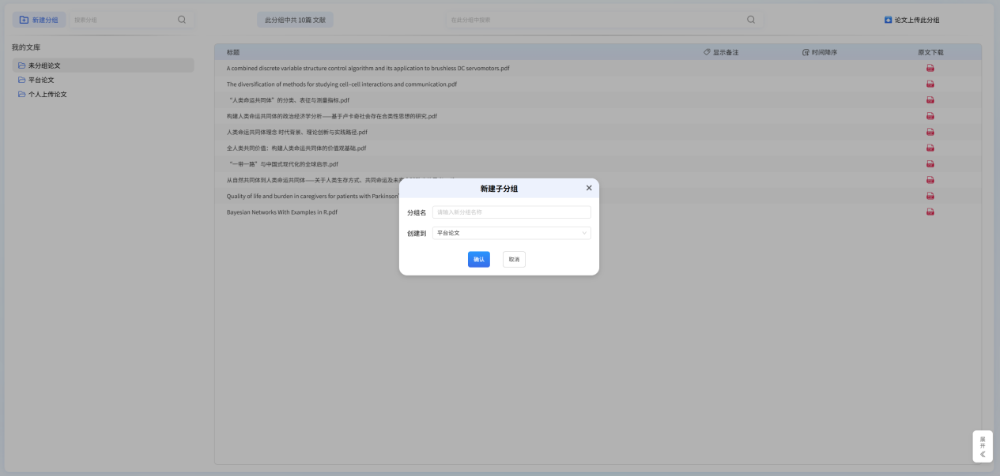 新建分组
搜索分组
此分组中共 10篇 文献
在此分组中搜索
论文上传此分组
我的文库
未分组论文
平台论文
个人上传论文
标题
显示备注
时间降序
原文下载
A combined discrete variable structure control algorithm and its application to brushless DC servomotors.pdf
The diversification of methods for studying cell–cell interactions and communication.pdf
“人类命运共同体”的分类、表征与测量指标.pdf
构建人类命运共同体的政治经济学分析——基于卢卡奇社会存在合类性思想的研究.pdf
人类命运共同体理念 时代背景、理论创新与实践路径.pdf
全人类共同价值：构建人类命运共同体的价值观基础.pdf
“一带一路”与中国式现代化的全球启示.pdf
从自然共同体到人类命运共同体——关于人类生存方式、共同命运及未
Quality of life and burden in caregivers for patients with Parkinson'
Bayesian Networks With Examples in R.pdf
新建子分组
分组名
请输入新分组名称
创建到
平台论文
确认
取消
展开